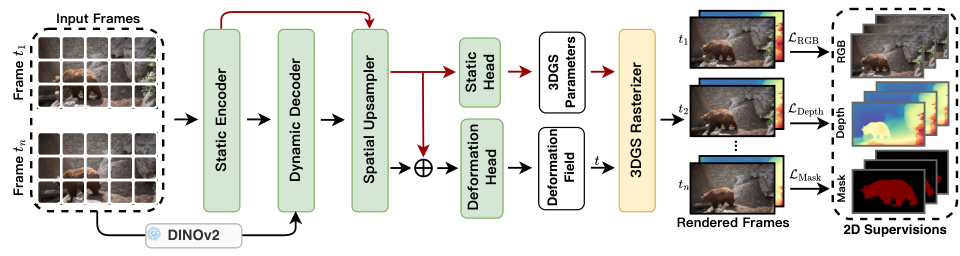 Input Frames
Frame t₁
Frame tₙ
DINOv2
Static Encoder
Dynamic Decoder
Spatial Upsampler
Static
Head
Deformation
Head
3DGS
Parameters
Deformation
Field
t
3DGS Rasterizer
t₁
t₂
tₙ
Rendered Frames
ℒRGB
ℒDepth
ℒMask
RGB
Depth
Mask
2D Supervisions